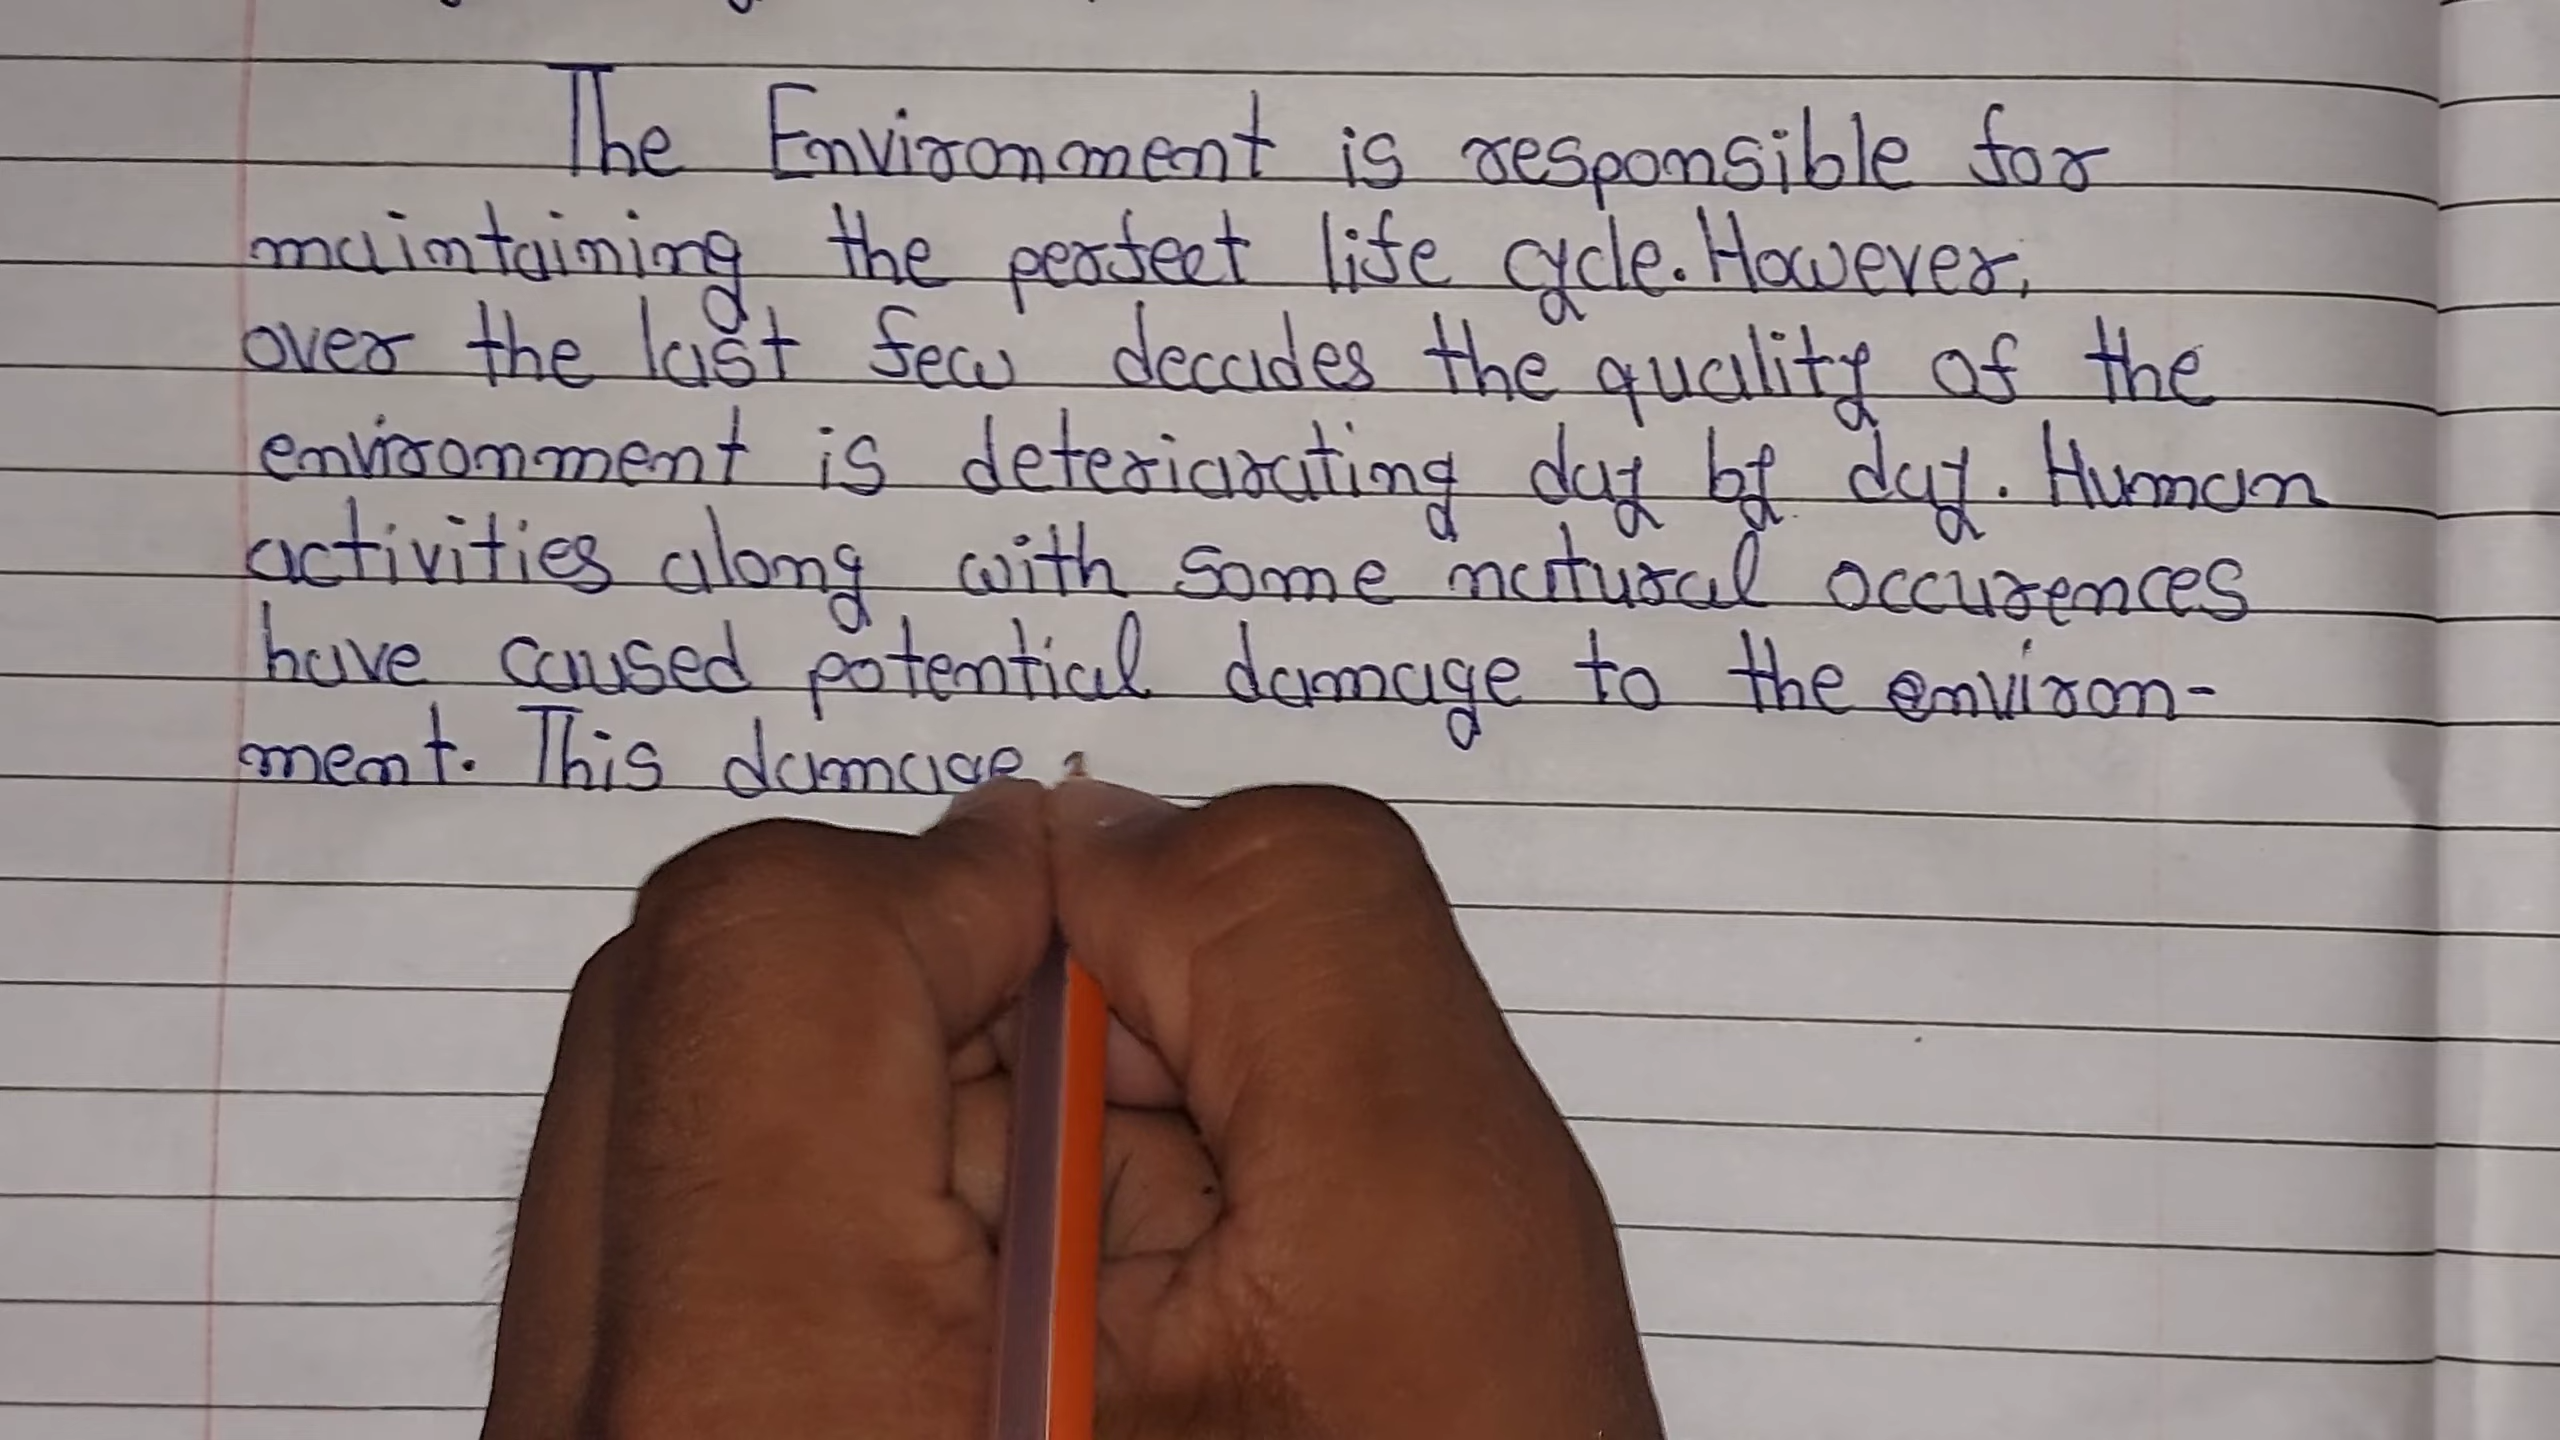 The Environment is responsible for
maintaining the perfect life cycle. However,
over the last few decades the quality of the
environment is deteriarating day by day. Human
activities along with some natural occurences
have caused potential damage to the environ-
ment. This damage